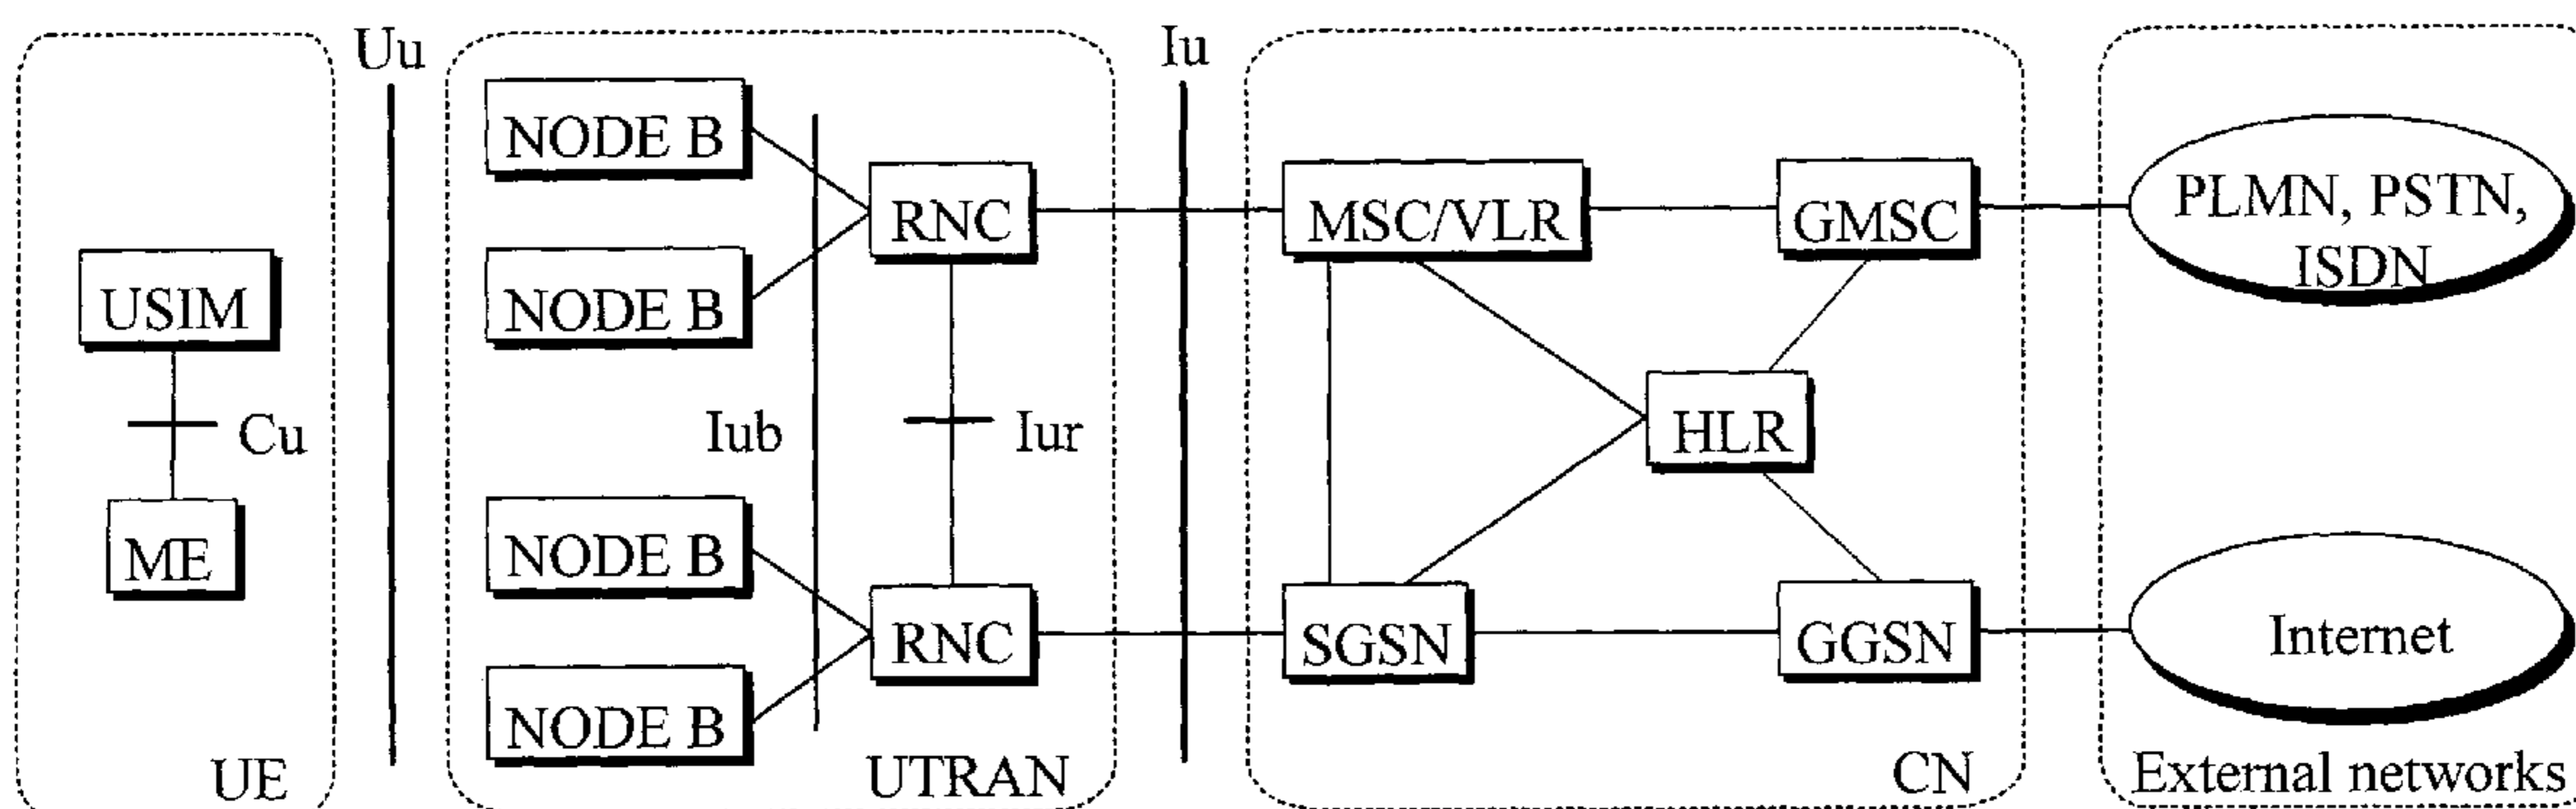 Uu
Iu
NODE B
NODE B
RNC
MSC/VLR
GMSC
PLMN, PSTN,
ISDN
USIM
Cu
ME
Iub
Iur
HLR
NODE B
NODE B
RNC
SGSN
GGSN
Internet
UE
UTRAN
CN
External networks